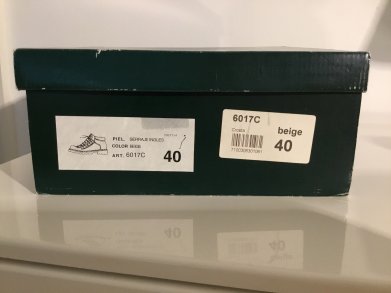 PIEL. SERRAJE INGLES
COLOR BEIGE
ART. 6017C
40
6017C
Crosta
beige
40